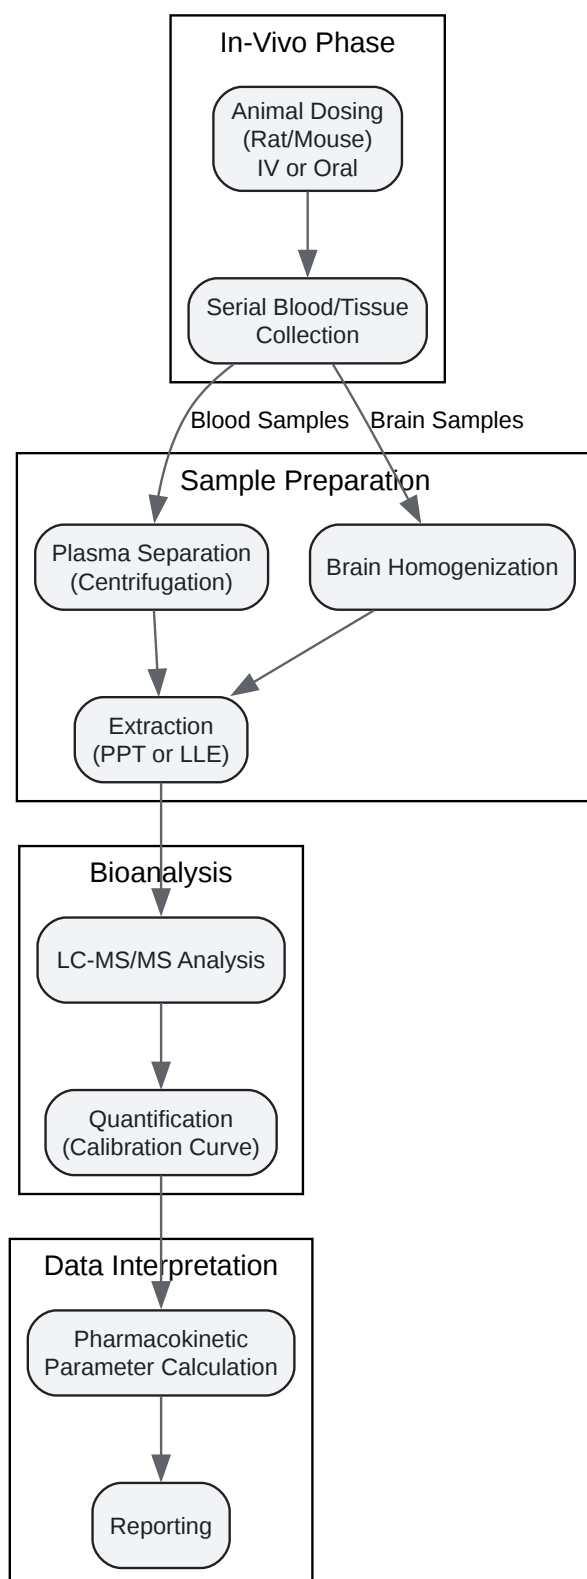 In-Vivo Phase
Animal Dosing
(Rat/Mouse)
IV or Oral
Serial Blood/Tissue
Collection
Blood Samples
Brain Samples
Sample Preparation
Plasma Separation
(Centrifugation)
Brain Homogenization
Extraction
(PPT or LLE)
Bioanalysis
LC-MS/MS Analysis
Quantification
(Calibration Curve)
Data Interpretation
Pharmacokinetic
Parameter Calculation
Reporting